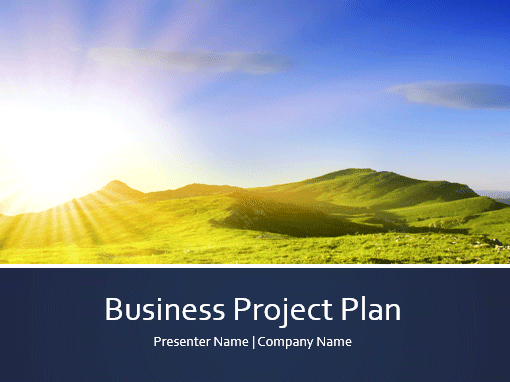 Business Project Plan
Presenter Name | Company Name